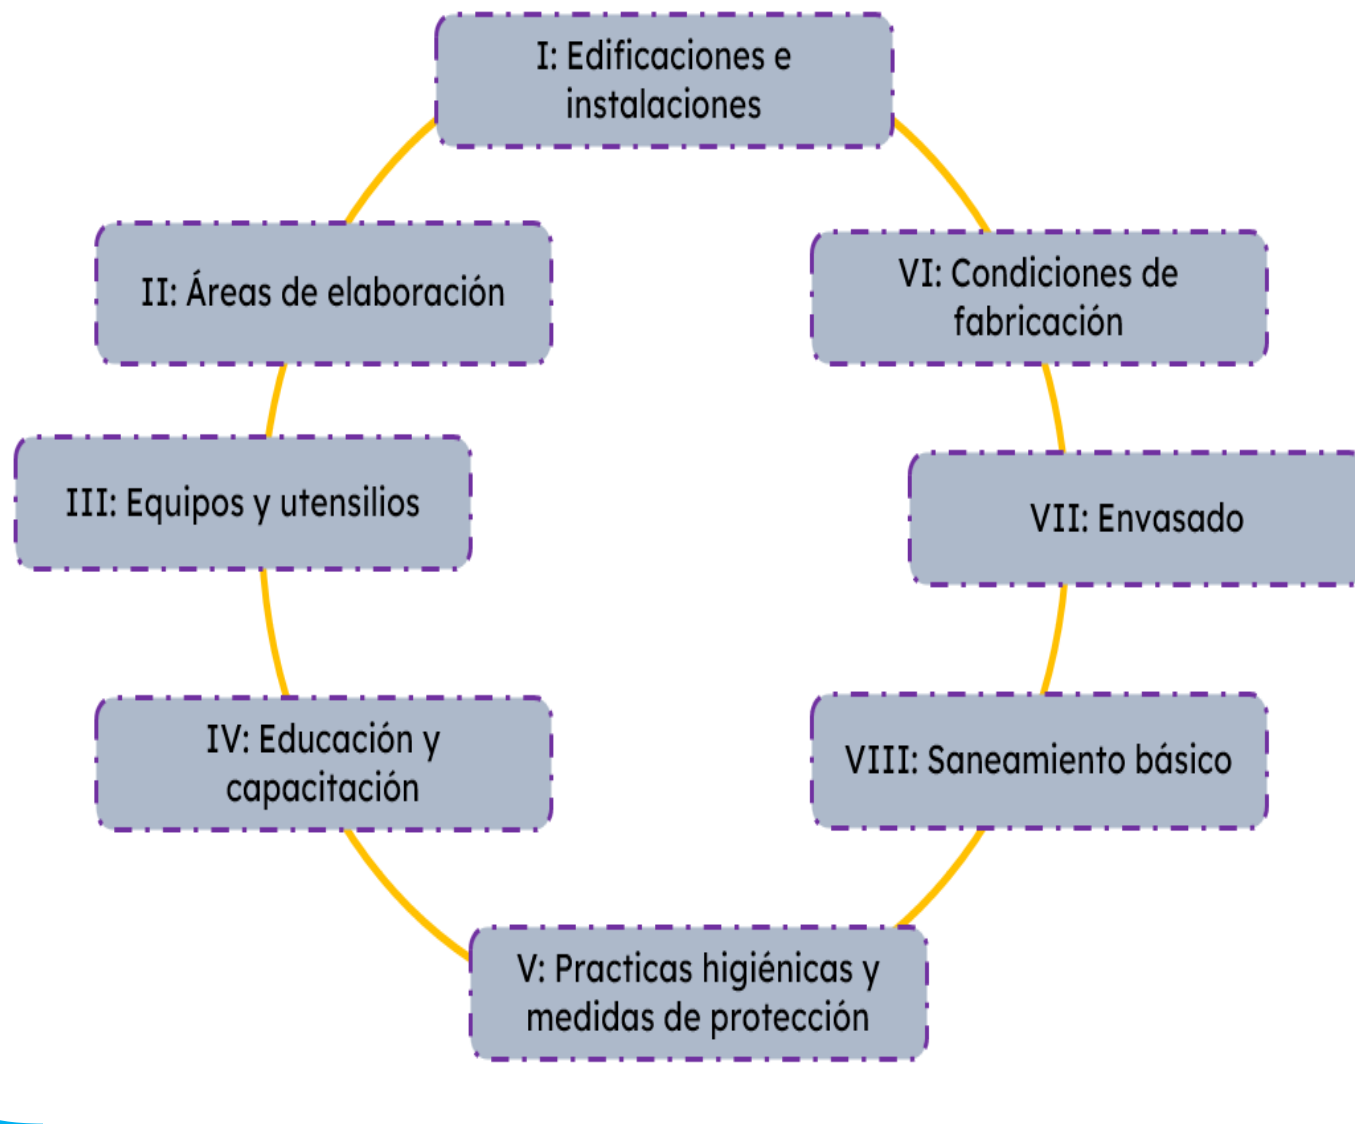 I: Edificaciones e
instalaciones
II: Áreas de elaboración
III: Equipos y utensilios
IV: Educación y
capacitación
V: Practicas higiénicas y
medidas de protección
VI: Condiciones de
fabricación
VII: Envasado
VIII: Saneamiento básico